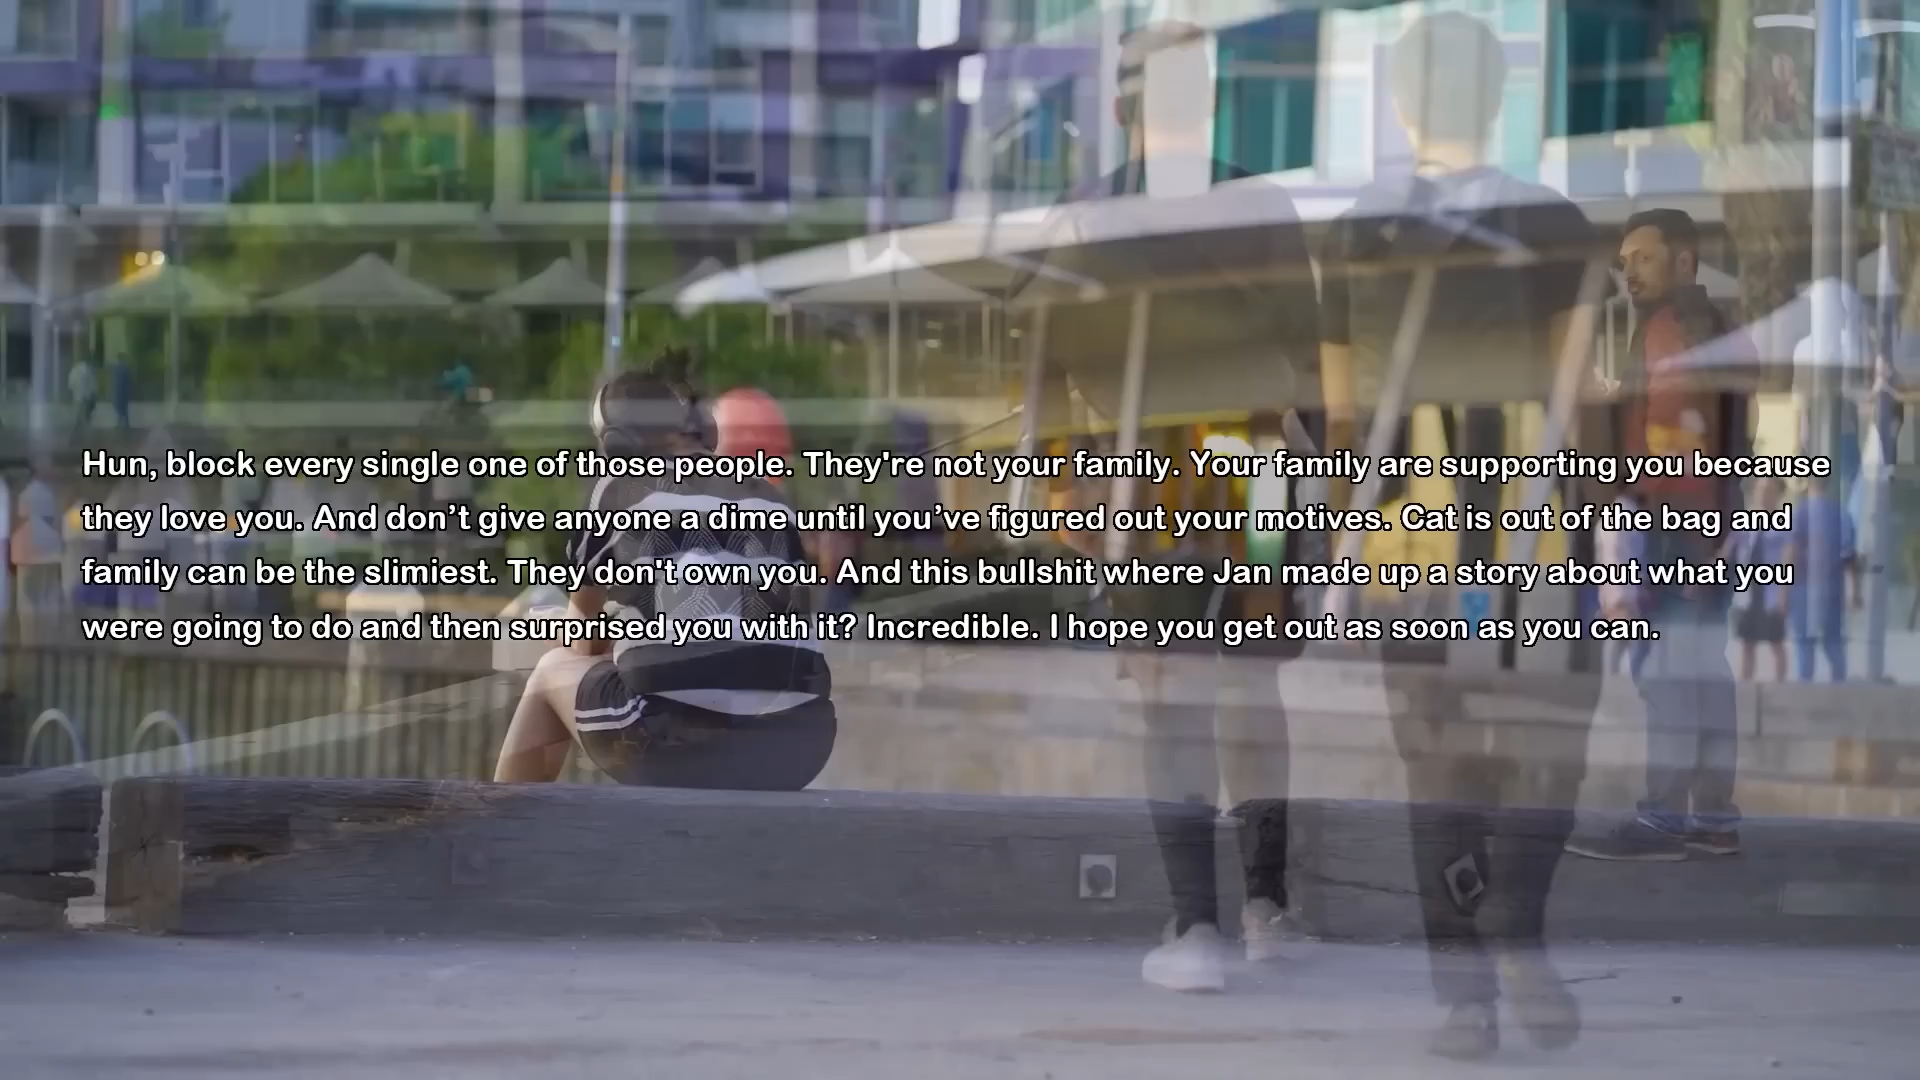 Hun, block every single one of those people. They're not your family. Your family are supporting you because
they love you. And don’t give anyone a dime until you’ve figured out your motives. Cat is out of the bag and
family can be the slimiest. They don't own you. And this bullshit where Jan made up a story about what you
were going to do and then surprised you with it? Incredible. I hope you get out as soon as you can.